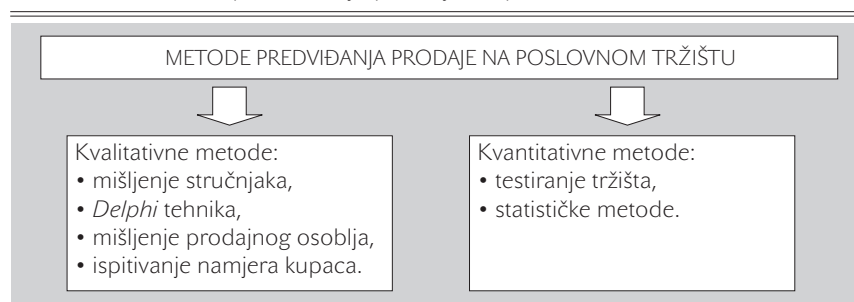 METODE PREDVIĐANJA PRODAJE NA POSLOVNOM TRŽIŠTU
Kvalitativne metode:
• mišljenje stručnjaka,
• Delphi tehnika,
• mišljenje prodajnog osoblja,
• ispitivanje namjera kupaca.
Kvantitativne metode:
• testiranje tržišta,
• statističke metode.